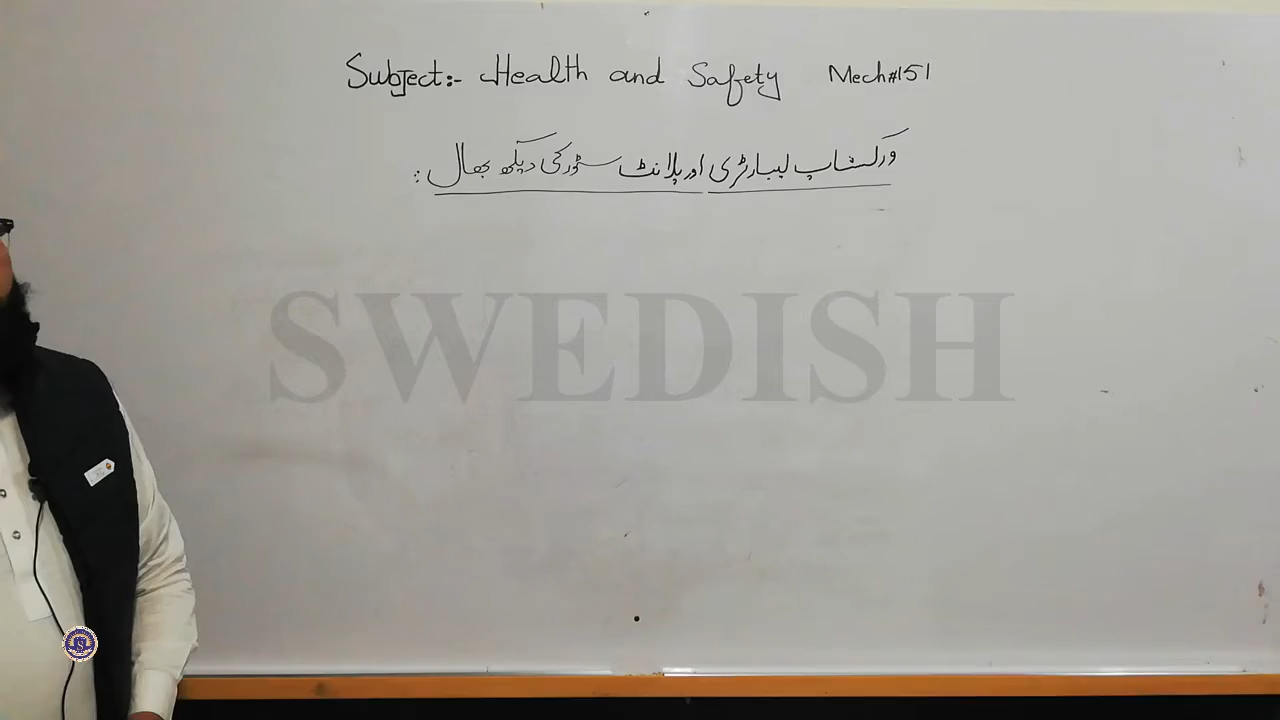 Subject:- Health and Safety Mech#151
ورکشاپ لیبارٹری اور پلانٹ سٹور کی دیکھ بھال :
SWEDISH